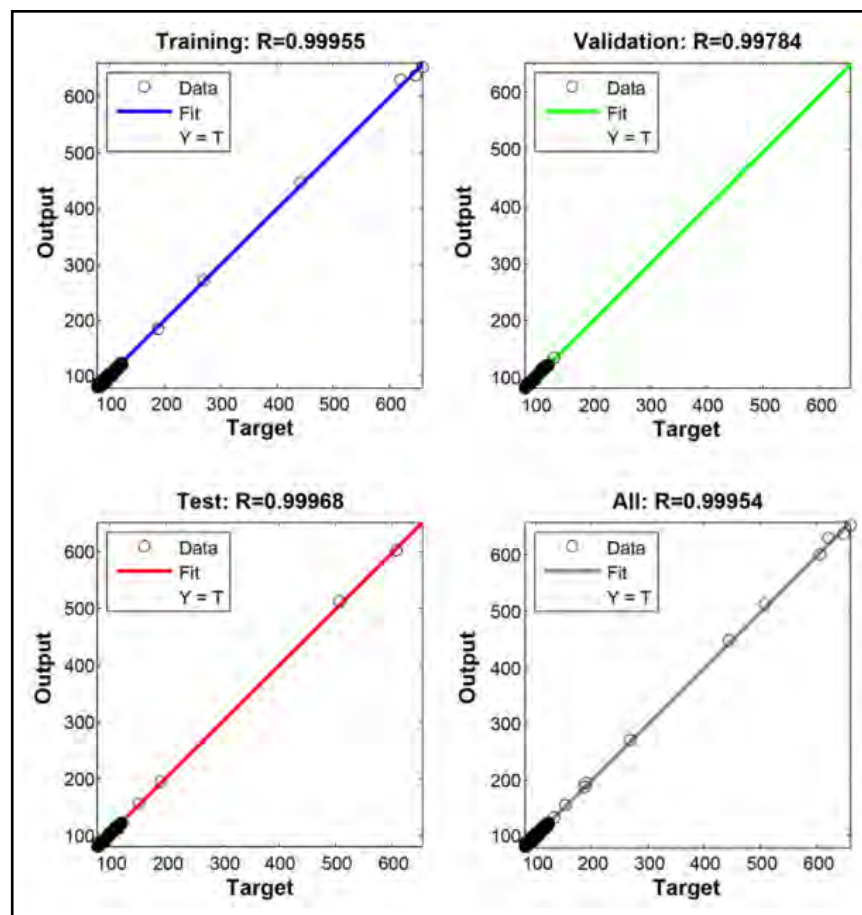 Training: R=0.99955
Data
Fit
Y = T
Output
600
500
400
300
200
100
100 200 300 400 500 600
Target
Validation: R=0.99784
Data
Fit
Y = T
Output
600
500
400
300
200
100
100 200 300 400 500 600
Target
Test: R=0.99968
Data
Fit
Y = T
Output
600
500
400
300
200
100
100 200 300 400 500 600
Target
All: R=0.99954
Data
Fit
Y = T
Output
600
500
400
300
200
100
100 200 300 400 500 600
Target